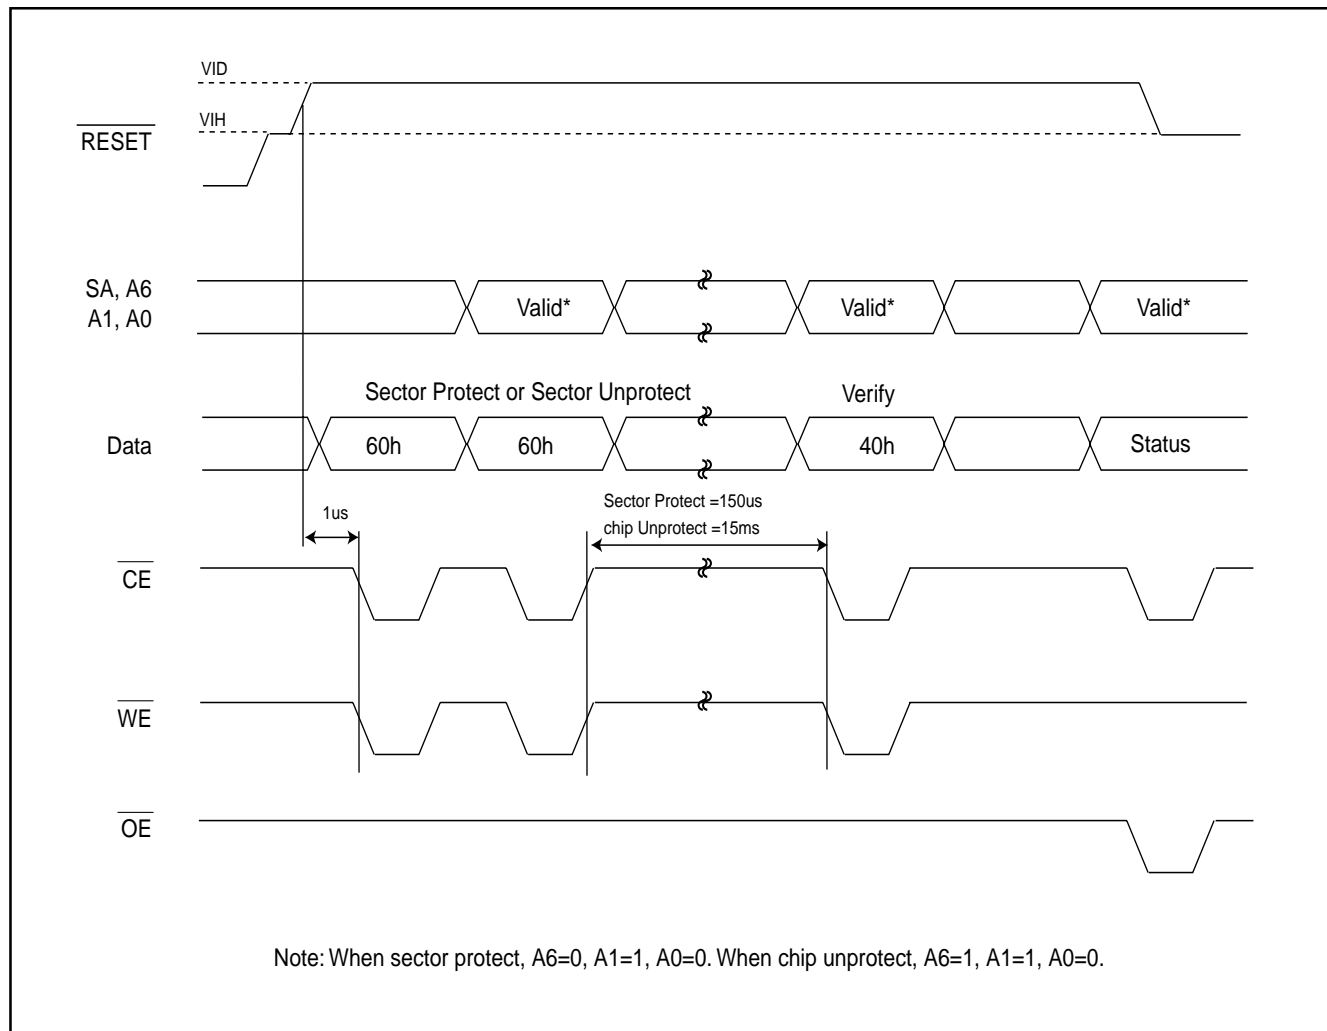 VID
VIH
RESET
SA, A6
A1, A0
Valid*
Valid*
Valid*
Sector Protect or Sector Unprotect
Verify
Data
60h
60h
40h
Status
Sector Protect =150us
chip Unprotect =15ms
1us
CE
WE
OE
Note: When sector protect, A6=0, A1=1, A0=0. When chip unprotect, A6=1, A1=1, A0=0.